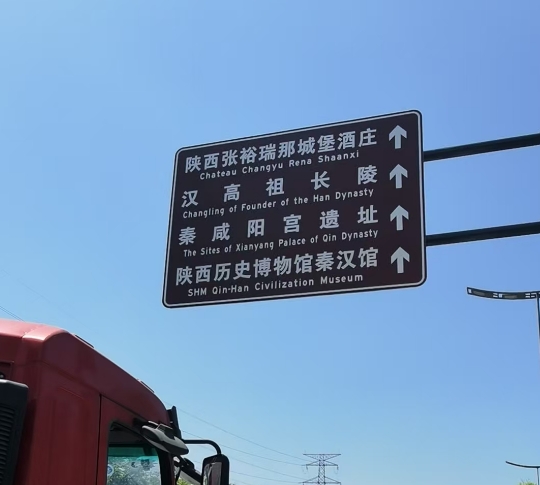 陕西张裕瑞那城堡酒庄
Chateau Changyu Rena Shaanxi
汉高祖长陵
Changling of Founder of the Han Dynasty
秦咸阳宫遗址
The Sites of Xianyang Palace of Qin Dynasty
陕西历史博物馆秦汉馆
SHM Qin-Han Civilization Museum